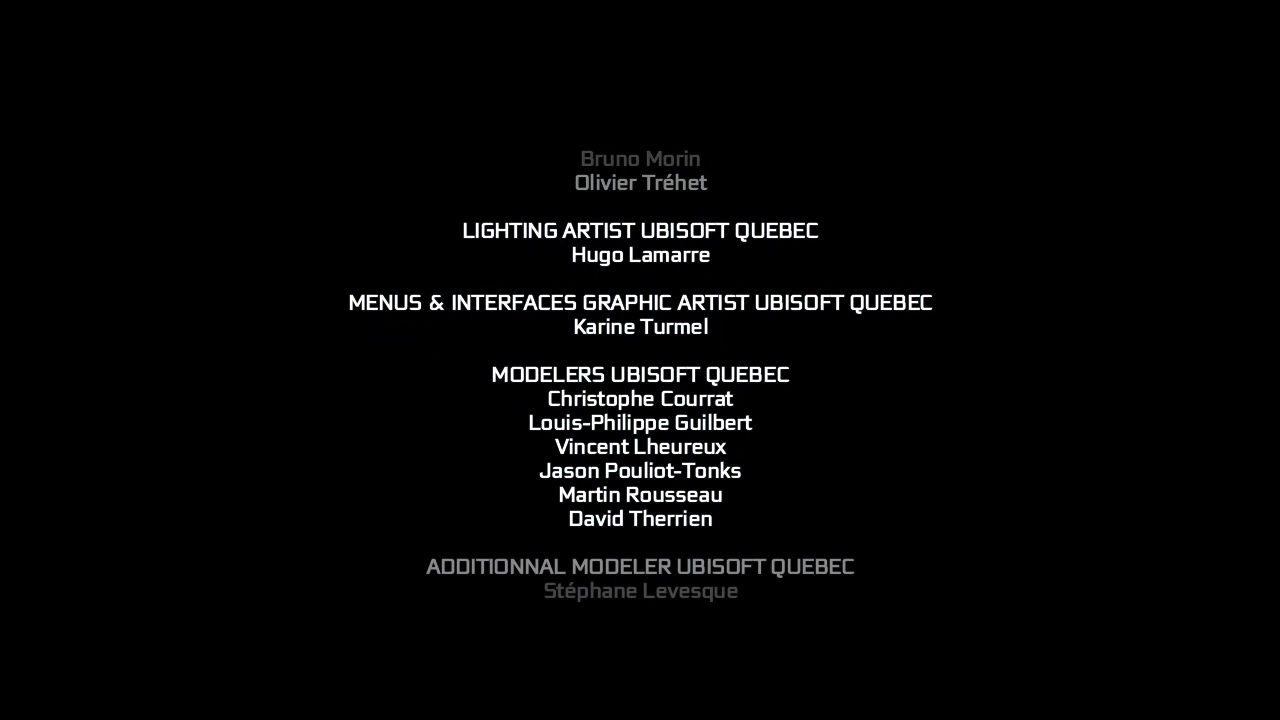 Bruno Morin
Olivier Tréhet
LIGHTING ARTIST UBISOFT QUEBEC
Hugo Lamarre
MENUS & INTERFACES GRAPHIC ARTIST UBISOFT QUEBEC
Karine Turmel
MODELERS UBISOFT QUEBEC
Christophe Courrat
Louis-Philippe Guilbert
Vincent Lheureux
Jason Pouliot-Tonks
Martin Rousseau
David Therrien
ADDITIONNAL MODELER UBISOFT QUEBEC
Stéphane Levesque